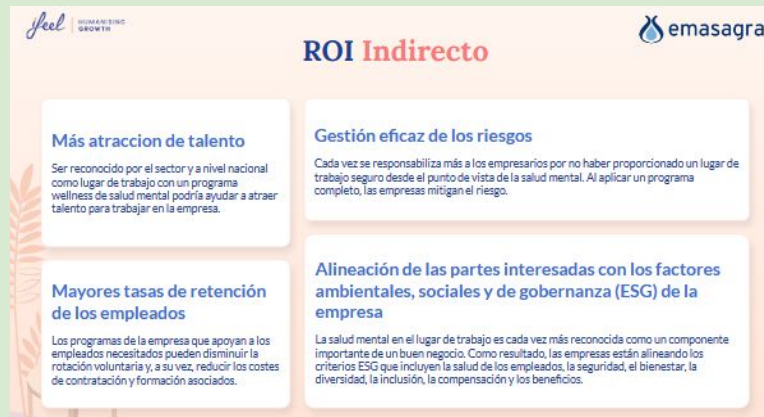 ifeel
HUMANISING
GROWTH
emasagra
ROI Indirecto
Más atraccion de talento
Ser reconocido por el sector y a nivel nacional
como lugar de trabajo con un programa
wellness de salud mental podría ayudar a atraer
talento para trabajar en la empresa.
Gestión eficaz de los riesgos
Cada vez se responsabiliza más a los empresarios por no haber proporcionado un lugar de
trabajo seguro desde el punto de vista de la salud mental. Al aplicar un programa
completo, las empresas mitigan el riesgo.
Mayores tasas de retención
de los empleados
Los programas de la empresa que apoyan a los
empleados necesitados pueden disminuir la
rotación voluntaria y, a su vez, reducir los costes
de contratación y formación asociados.
Alineación de las partes interesadas con los factores
ambientales, sociales y de gobernanza (ESG) de la
empresa
La salud mental en el lugar de trabajo es cada vez más reconocida como un componente
importante de un buen negocio. Como resultado, las empresas están alineando los
criterios ESG que incluyen la salud de los empleados, la seguridad, el bienestar, la
diversidad, la inclusión, la compensación y los beneficios.